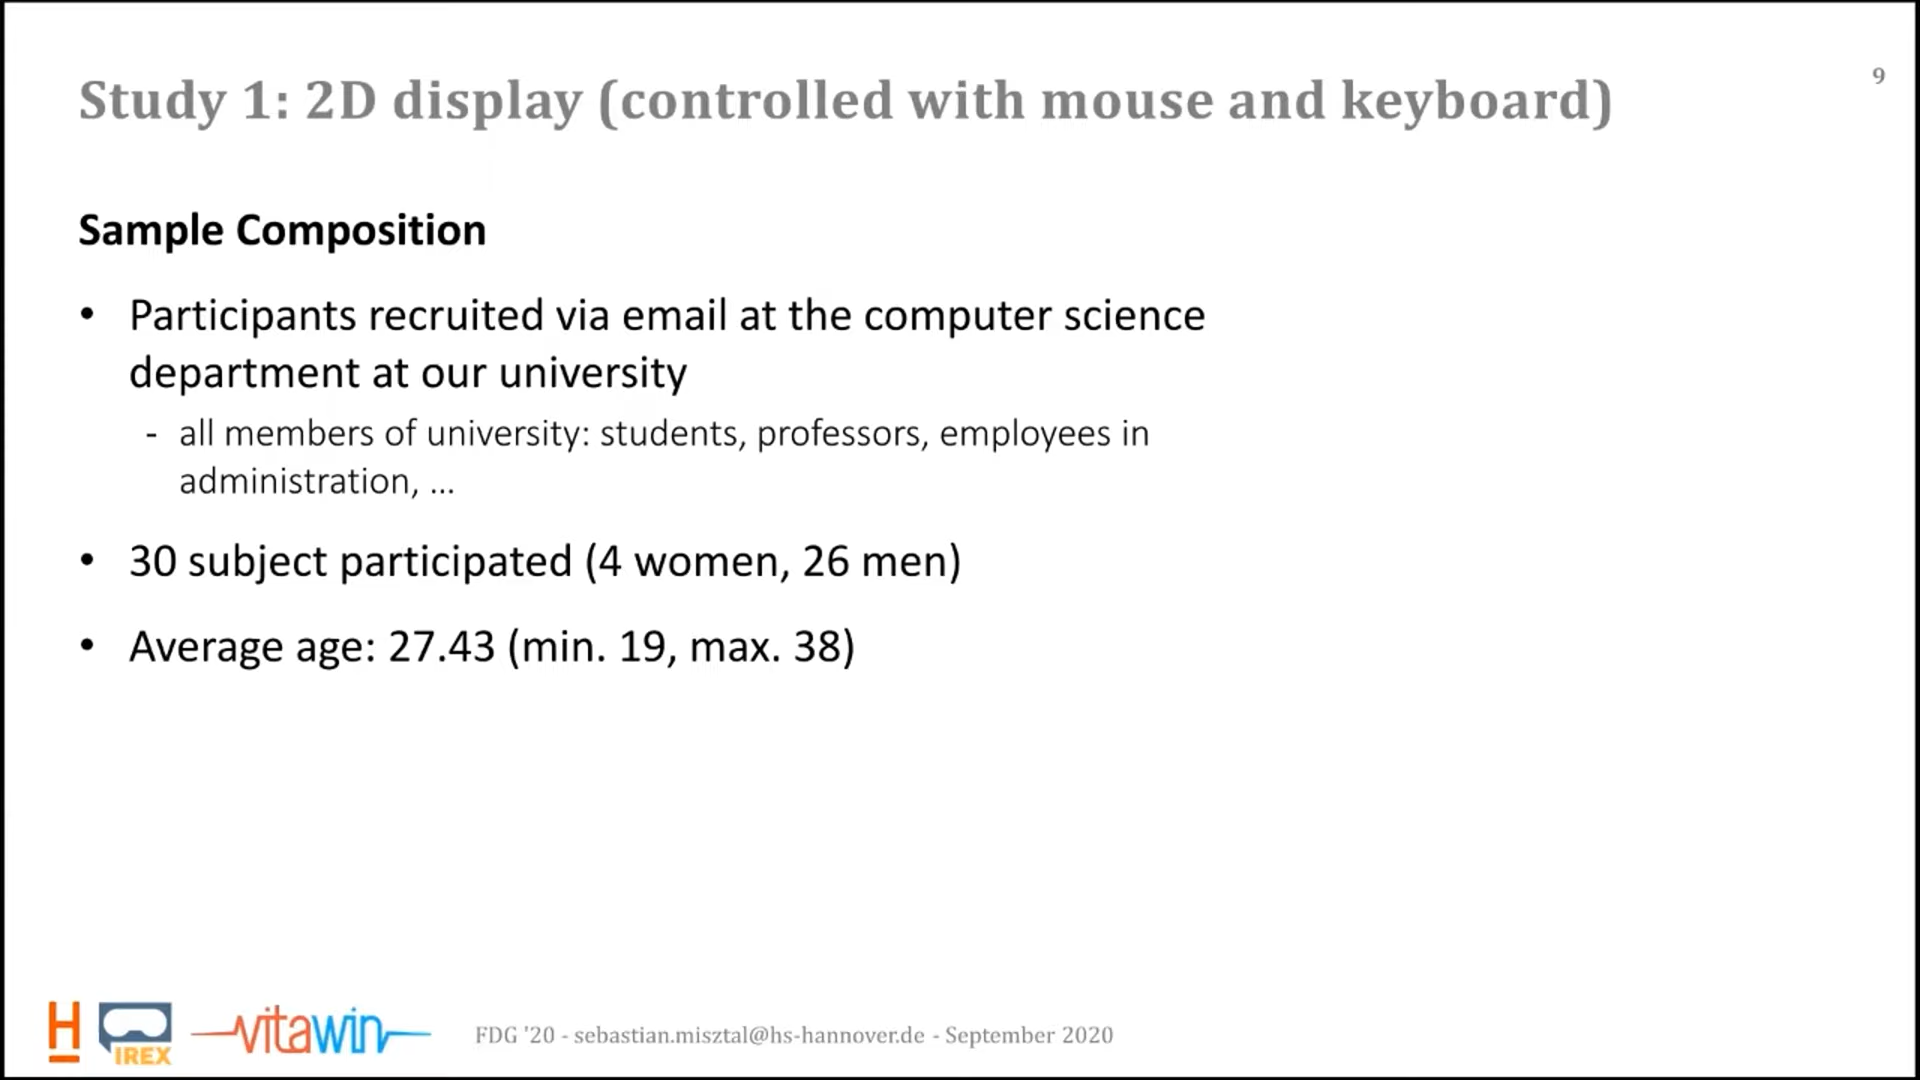 Study 1: 2D display (controlled with mouse and keyboard)
9
Sample Composition
• Participants recruited via email at the computer science
department at our university
- all members of university: students, professors, employees in
administration, ...
• 30 subject participated (4 women, 26 men)
• Average age: 27.43 (min. 19, max. 38)
H
IREX
vitawin
FDG '20 - sebastian.misztal@hs-hannover.de - September 2020